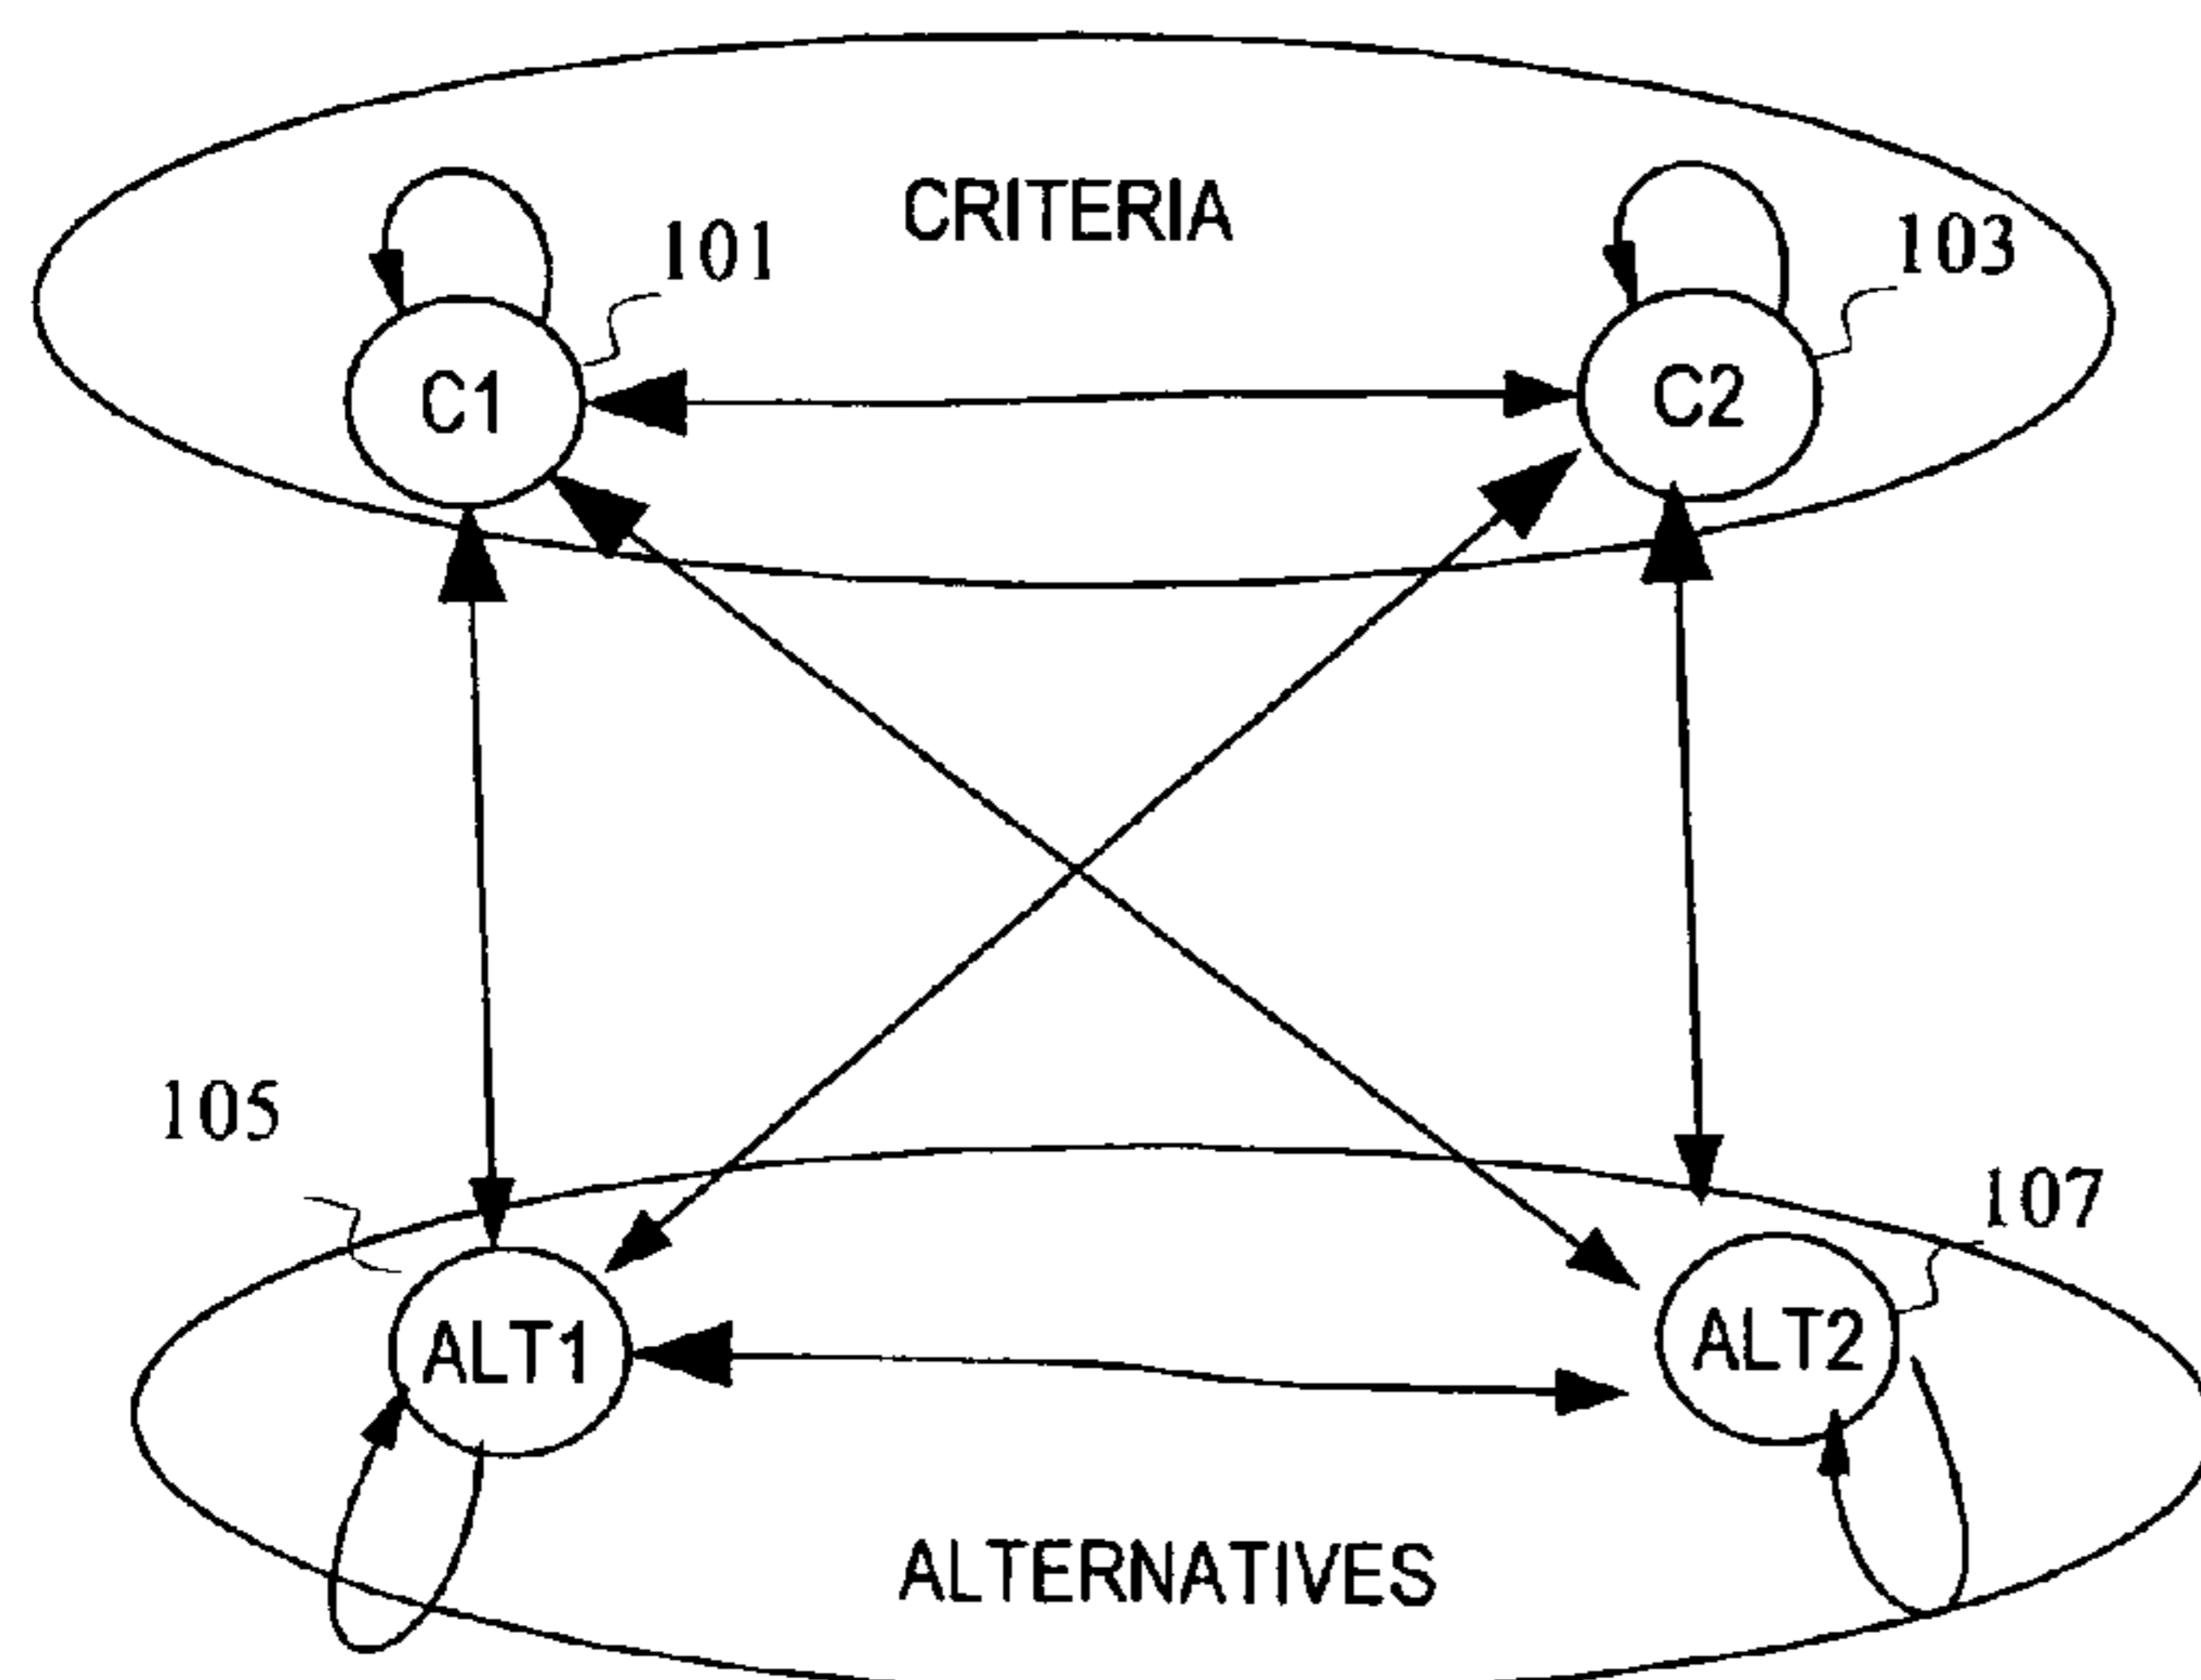 CRITERIA
101
103
C1
C2
105
107
ALT1
ALT2
ALTERNATIVES